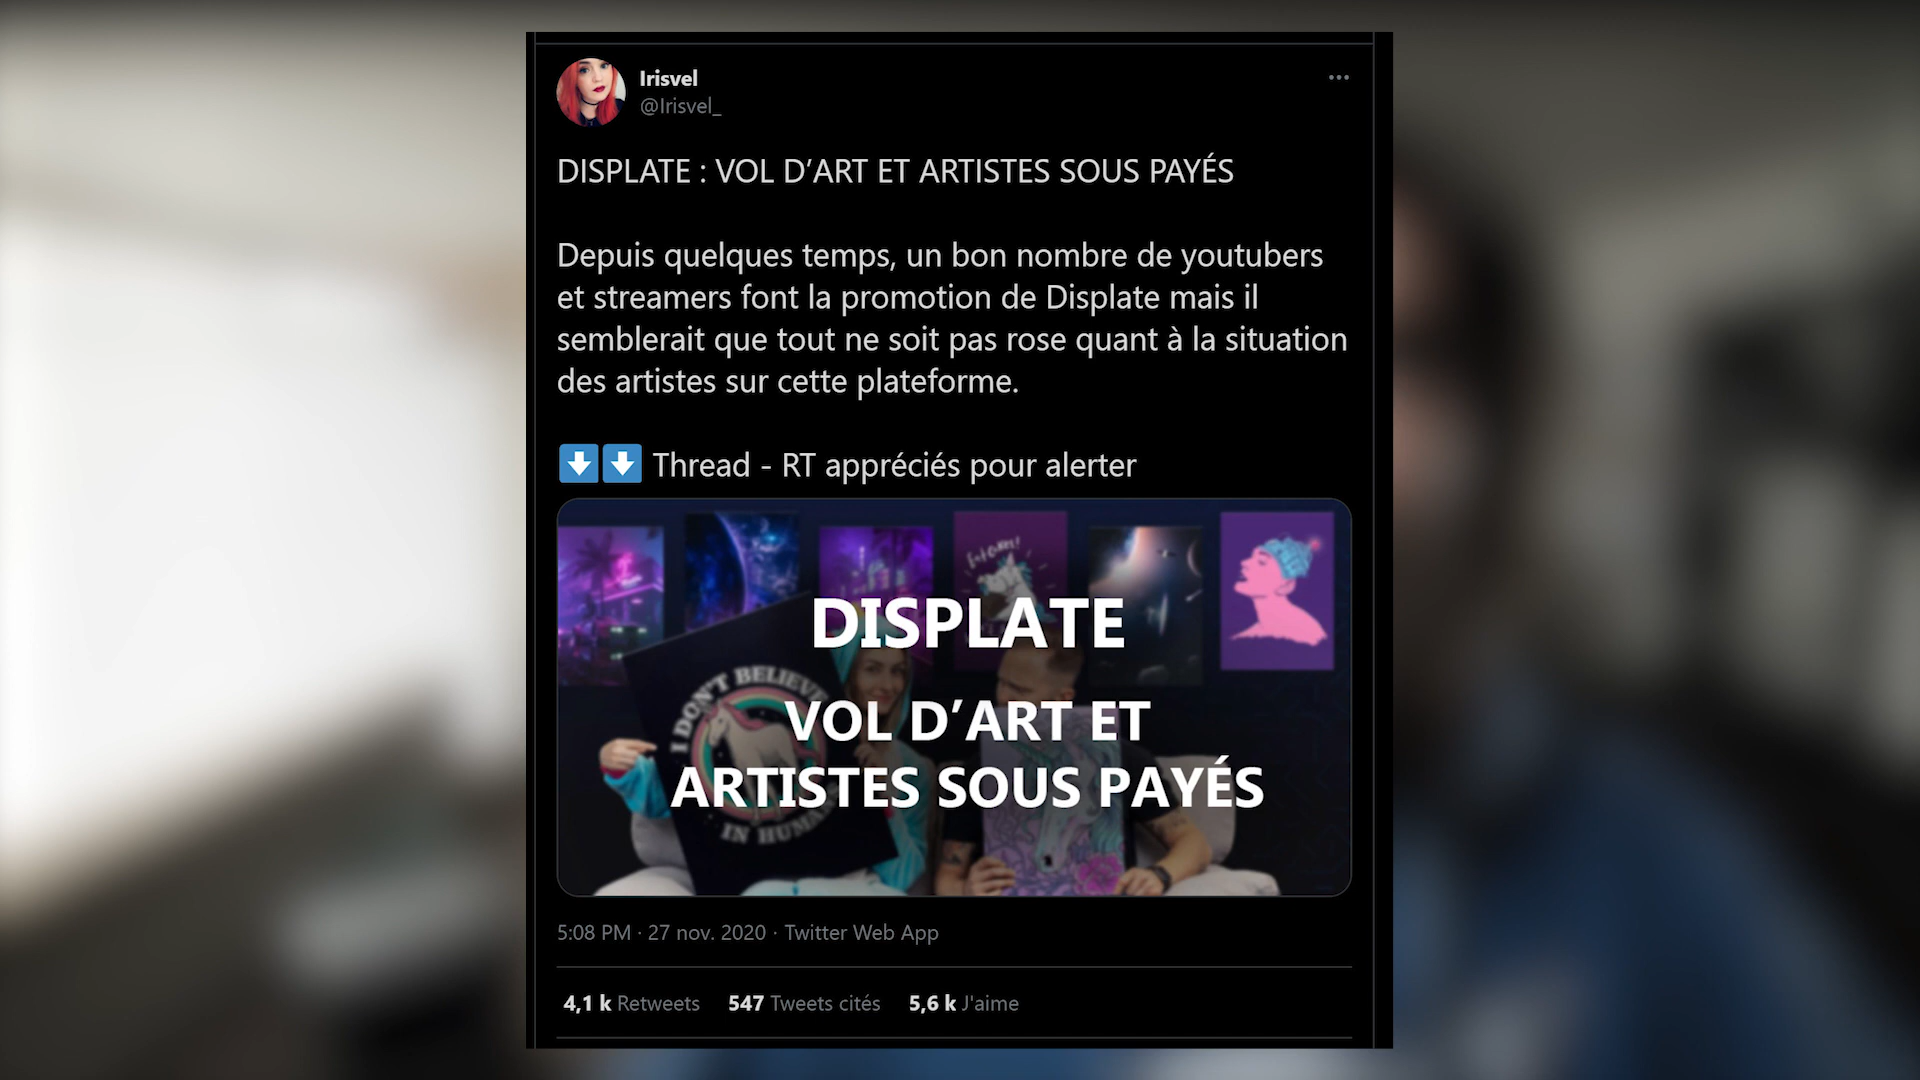 Irisvel
@Irisvel_
DISPLATE : VOL D’ART ET ARTISTES SOUS PAYÉS
Depuis quelques temps, un bon nombre de youtubers
et streamers font la promotion de Displate mais il
semblerait que tout ne soit pas rose quant à la situation
des artistes sur cette plateforme.
⬇️⬇️ Thread - RT appréciés pour alerter
DISPLATE
VOL D’ART ET
ARTISTES SOUS PAYÉS
I DON'T BELIEVE
5:08 PM · 27 nov. 2020 · Twitter Web App
4,1 k Retweets 547 Tweets cités 5,6 k J'aime